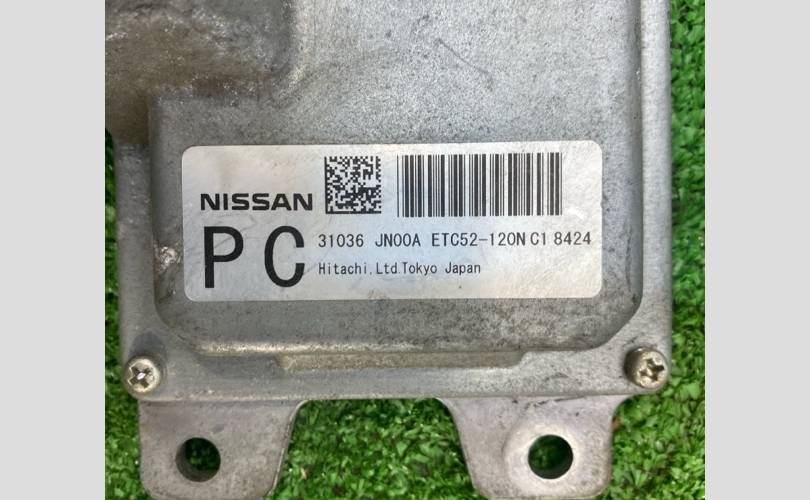 NISSAN
PC 31036 JN00A ETC52-120N C1 8424
Hitachi,Ltd.Tokyo Japan